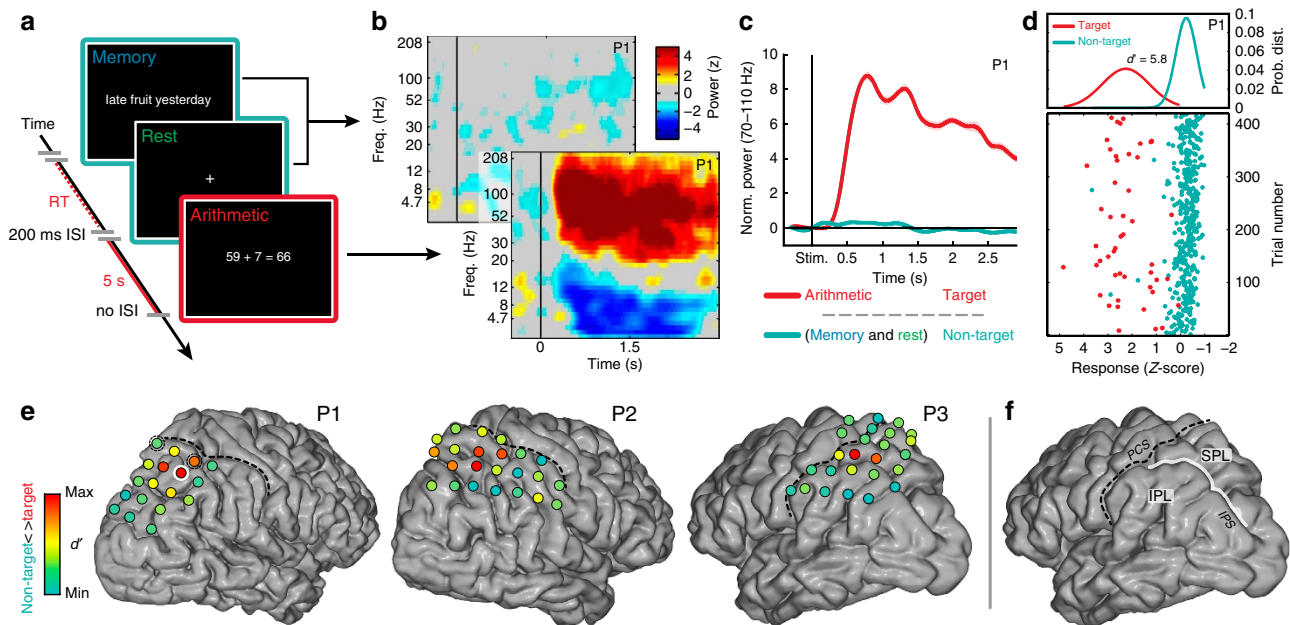 a
Memory
late fruit yesterday
Rest
+
Arithmetic
59 + 7 = 66
Time
RT
200 ms ISI
5 s
no ISI
b
P1
208
100
52
30
20
12
8
4.7
Freq. (Hz)
4
2
0
−2
−4
Power (z)
P1
208
100
52
30
20
12
8
4.7
Freq. (Hz)
0
1.5
Time (s)
c
P1
10
8
6
4
2
0
Norm. power (70–110 Hz)
Stim.
0.5
1
1.5
2
2.5
Time (s)
Arithmetic
Target
(Memory and rest)
Non-target
d
Target
Non-target
P1
d' = 5.8
0.1
0.08
0.06
0.04
0.02
0
Prob. dist.
400
300
200
100
Trial number
5 4 3 2 1 0 −1 −2
Response (Z-score)
e
P1
P2
P3
Max
d'
Min
Non-target< >target
f
PCS
SPL
IPL
IPS